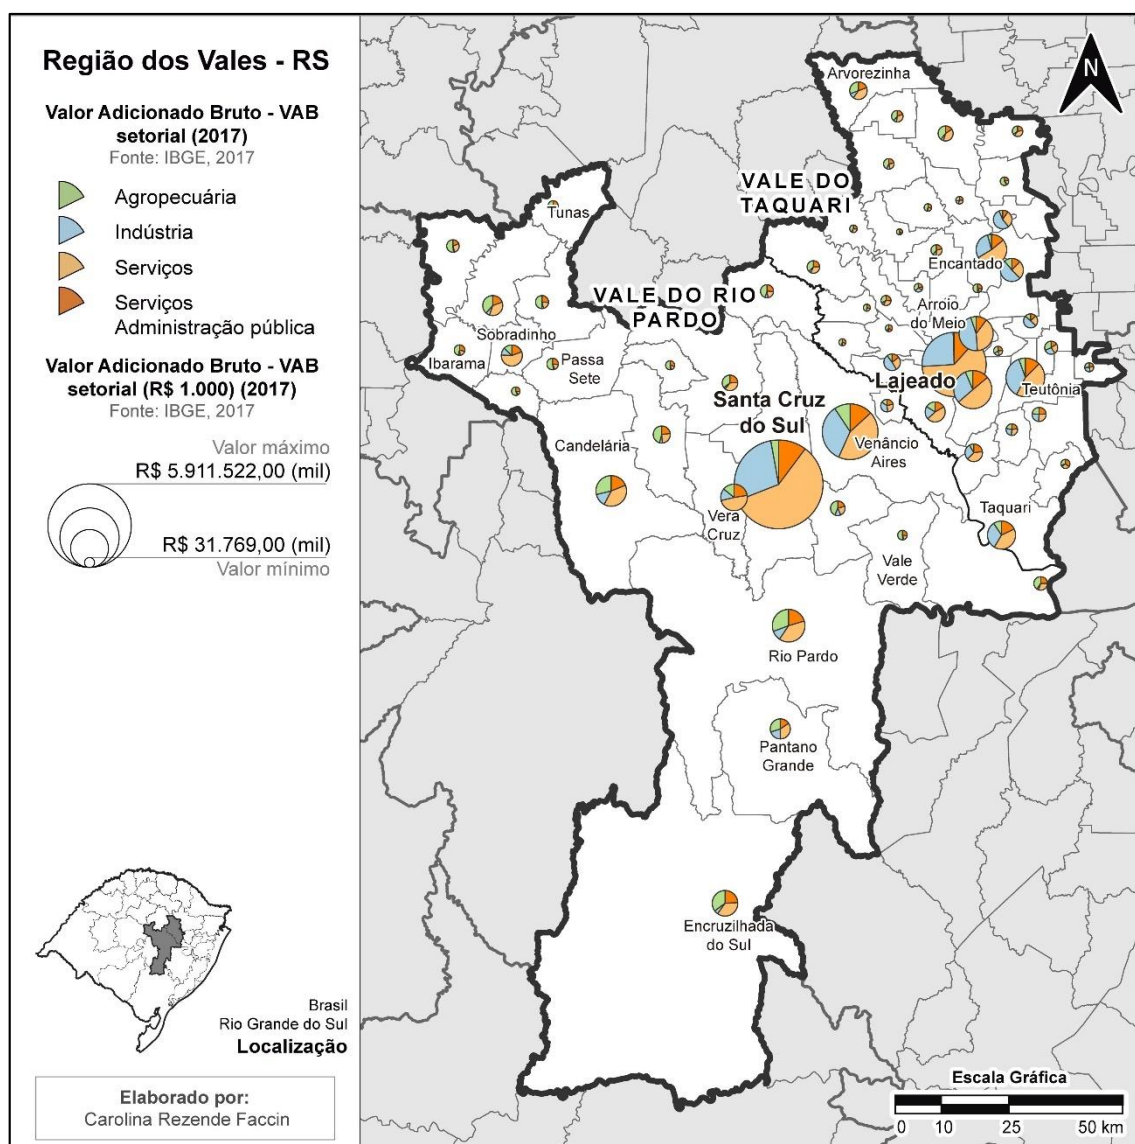 Região dos Vales - RS
Valor Adicionado Bruto - VAB
setorial (2017)
Fonte: IBGE, 2017
Agropecuária
Indústria
Serviços
Serviços
Administração pública
Valor Adicionado Bruto - VAB
setorial (R$ 1.000) (2017)
Fonte: IBGE, 2017
Valor máximo
R$ 5.911.522,00 (mil)
R$ 31.769,00 (mil)
Valor mínimo
Brasil
Rio Grande do Sul
Localização
Elaborado por:
Carolina Rezende Faccin
N
Arvorezinha
VALE DO
TAQUARI
Tunas
Encantado
VALE DO RIO
PARDO
Arroio
do Meio
Sobradinho
Ibarama
Passa
Sete
Lajeado
Teutônia
Santa Cruz
do Sul
Candelária
Venâncio
Aires
Vera
Cruz
Taquari
Vale
Verde
Rio Pardo
Pantano
Grande
Encruzilhada
do Sul
Escala Gráfica
0 10 25 50 km